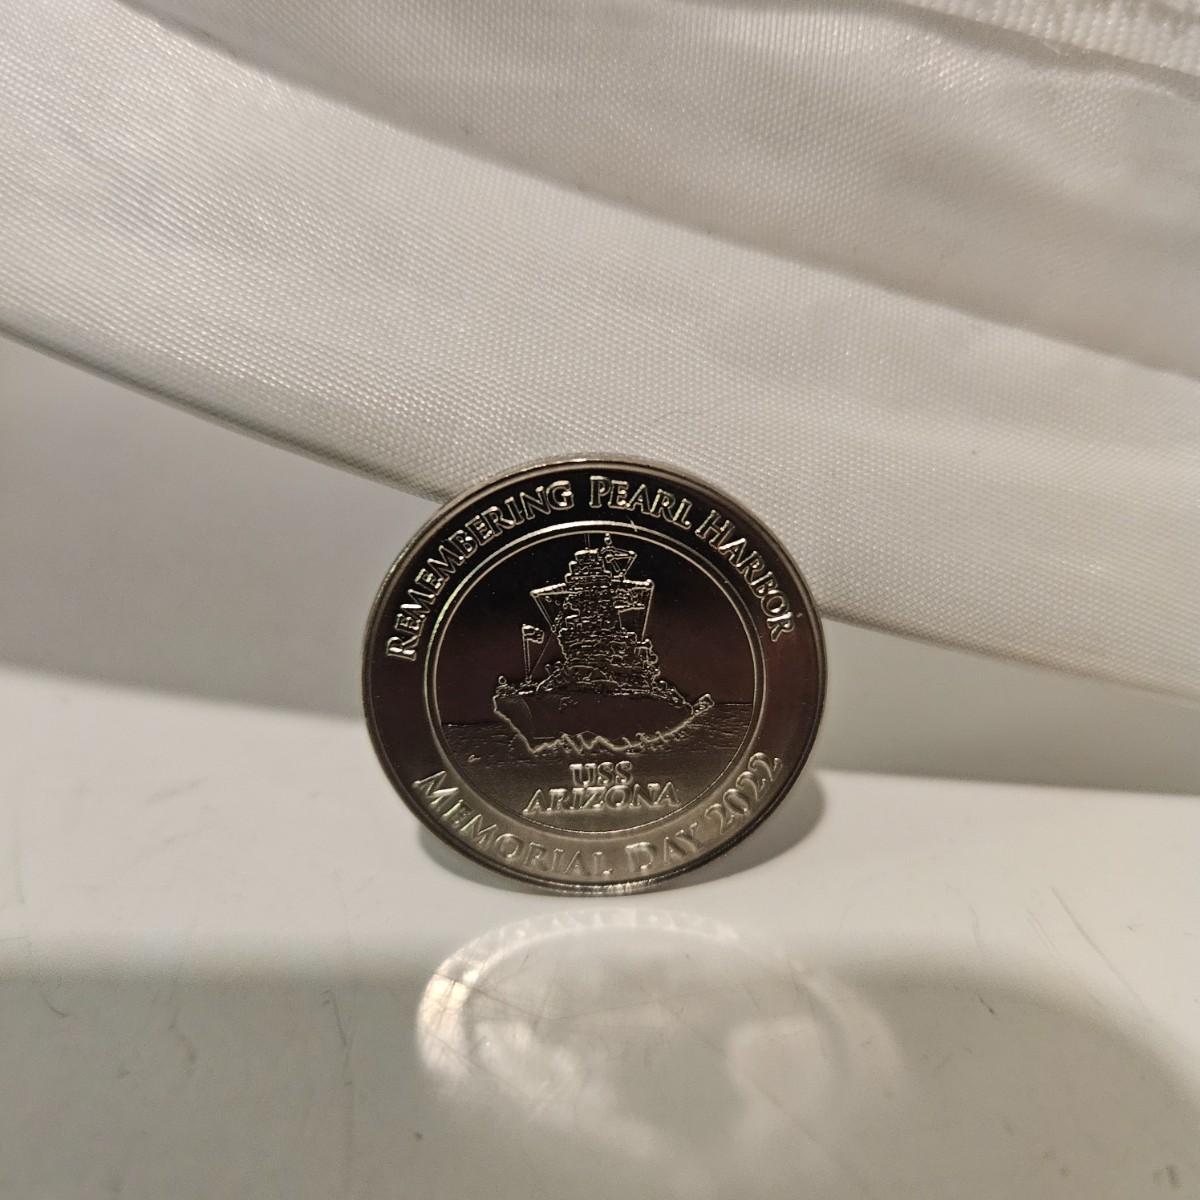 REMEMBERING PEARL HARBOR
USS
ARIZONA
MEMORIAL DAY 2022